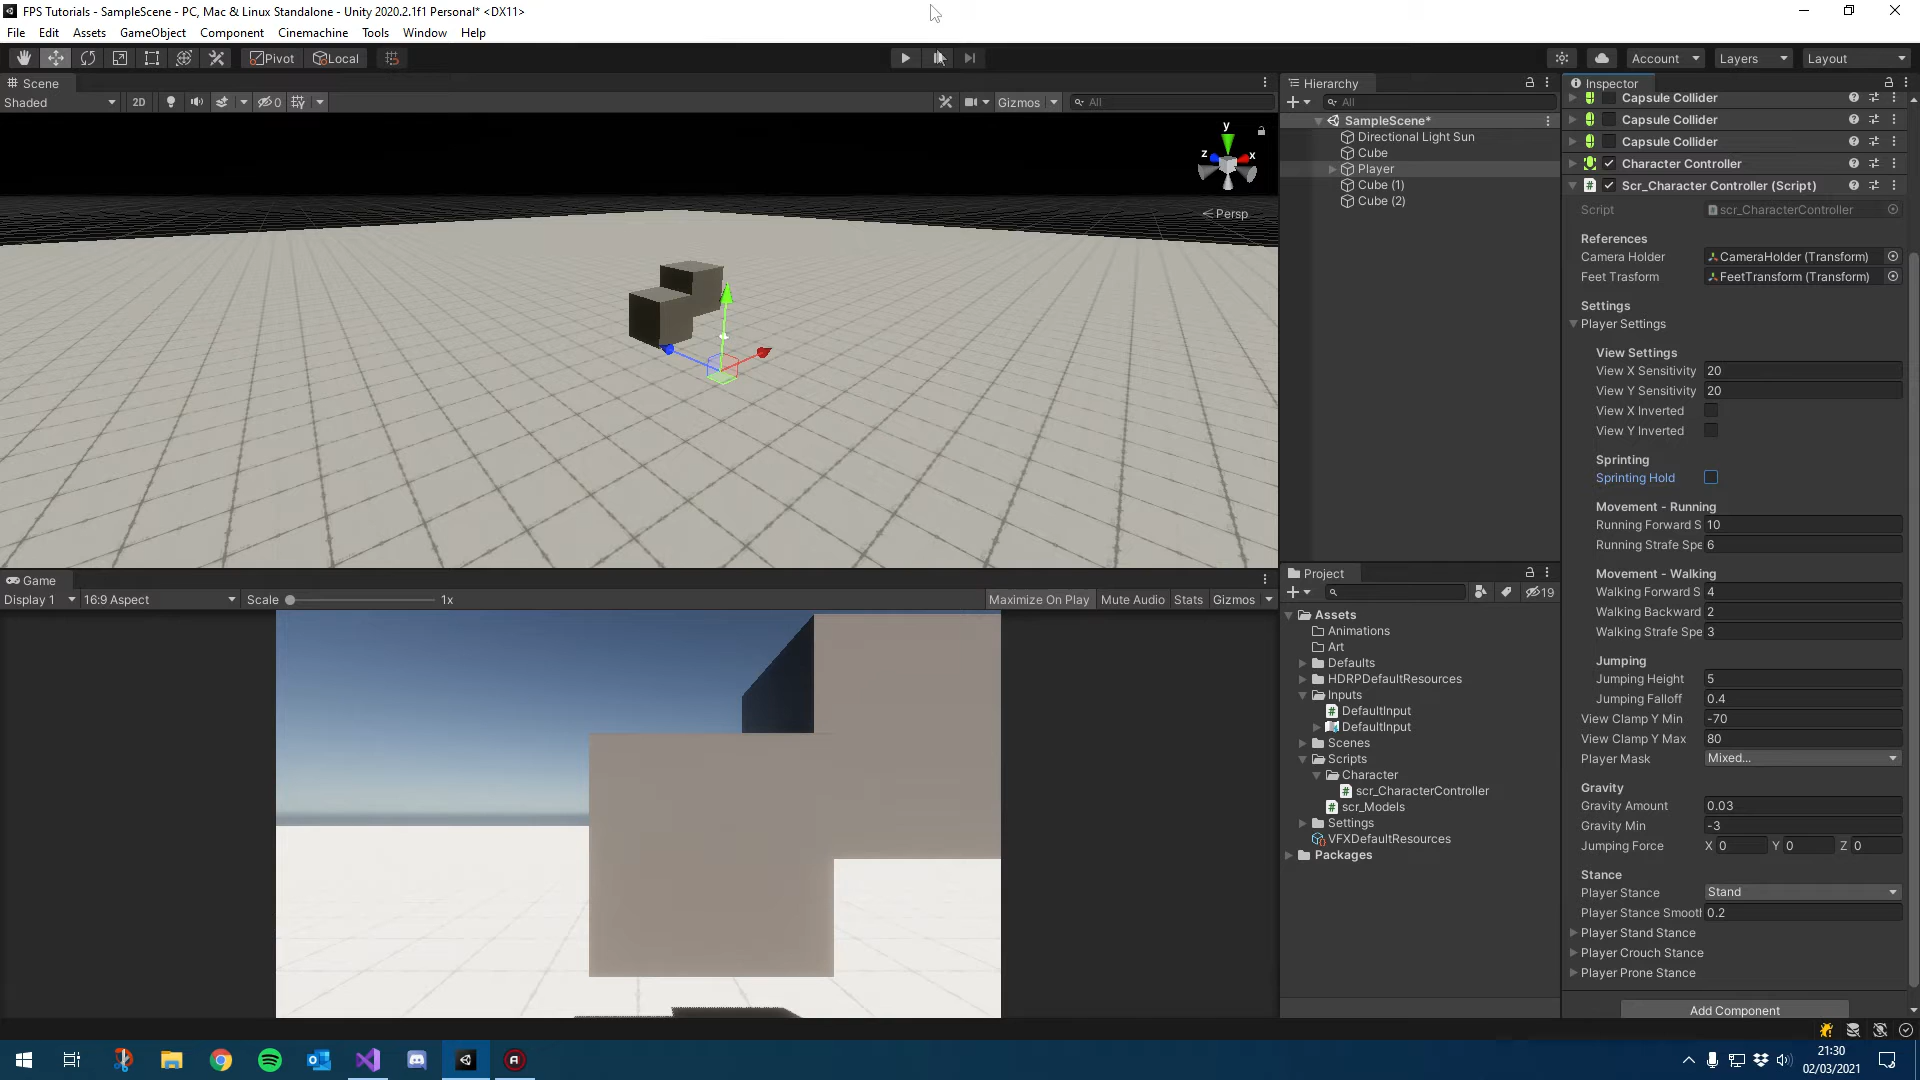 FPS Tutorials - SampleScene - PC, Mac & Linux Standalone - Unity 2020.2.1f1 Personal* <DX11>
File Edit Assets GameObject Component Cinemachine Tools Window Help
Pivot Local Account Layers Layout
Scene
Shaded 2D 0 Gizmos All
y
z x
Persp
Game
Display 1 16:9 Aspect Scale 1x Maximize On Play Mute Audio Stats Gizmos
Hierarchy
All
SampleScene*
Directional Light Sun
Cube
Player
Cube (1)
Cube (2)
Project
19
Assets
Animations
Art
Defaults
HDRPDefaultResources
Inputs
DefaultInput
DefaultInput
Scenes
Scripts
Character
scr_CharacterController
scr_Models
Settings
VFXDefaultResources
Packages
Inspector
Capsule Collider
Capsule Collider
Capsule Collider
Character Controller
Scr_Character Controller (Script)
Script scr_CharacterController
References
Camera Holder CameraHolder (Transform)
Feet Trasform FeetTransform (Transform)
Settings
Player Settings
View Settings
View X Sensitivity 20
View Y Sensitivity 20
View X Inverted
View Y Inverted
Sprinting
Sprinting Hold
Movement - Running
Running Forward S 10
Running Strafe Spe 6
Movement - Walking
Walking Forward S 4
Walking Backward 2
Walking Strafe Spe 3
Jumping
Jumping Height 5
Jumping Falloff 0.4
View Clamp Y Min -70
View Clamp Y Max 80
Player Mask Mixed...
Gravity
Gravity Amount 0.03
Gravity Min -3
Jumping Force X 0 Y 0 Z 0
Stance
Player Stance Stand
Player Stance Smoot 0.2
Player Stand Stance
Player Crouch Stance
Player Prone Stance
Add Component
21:30
02/03/2021